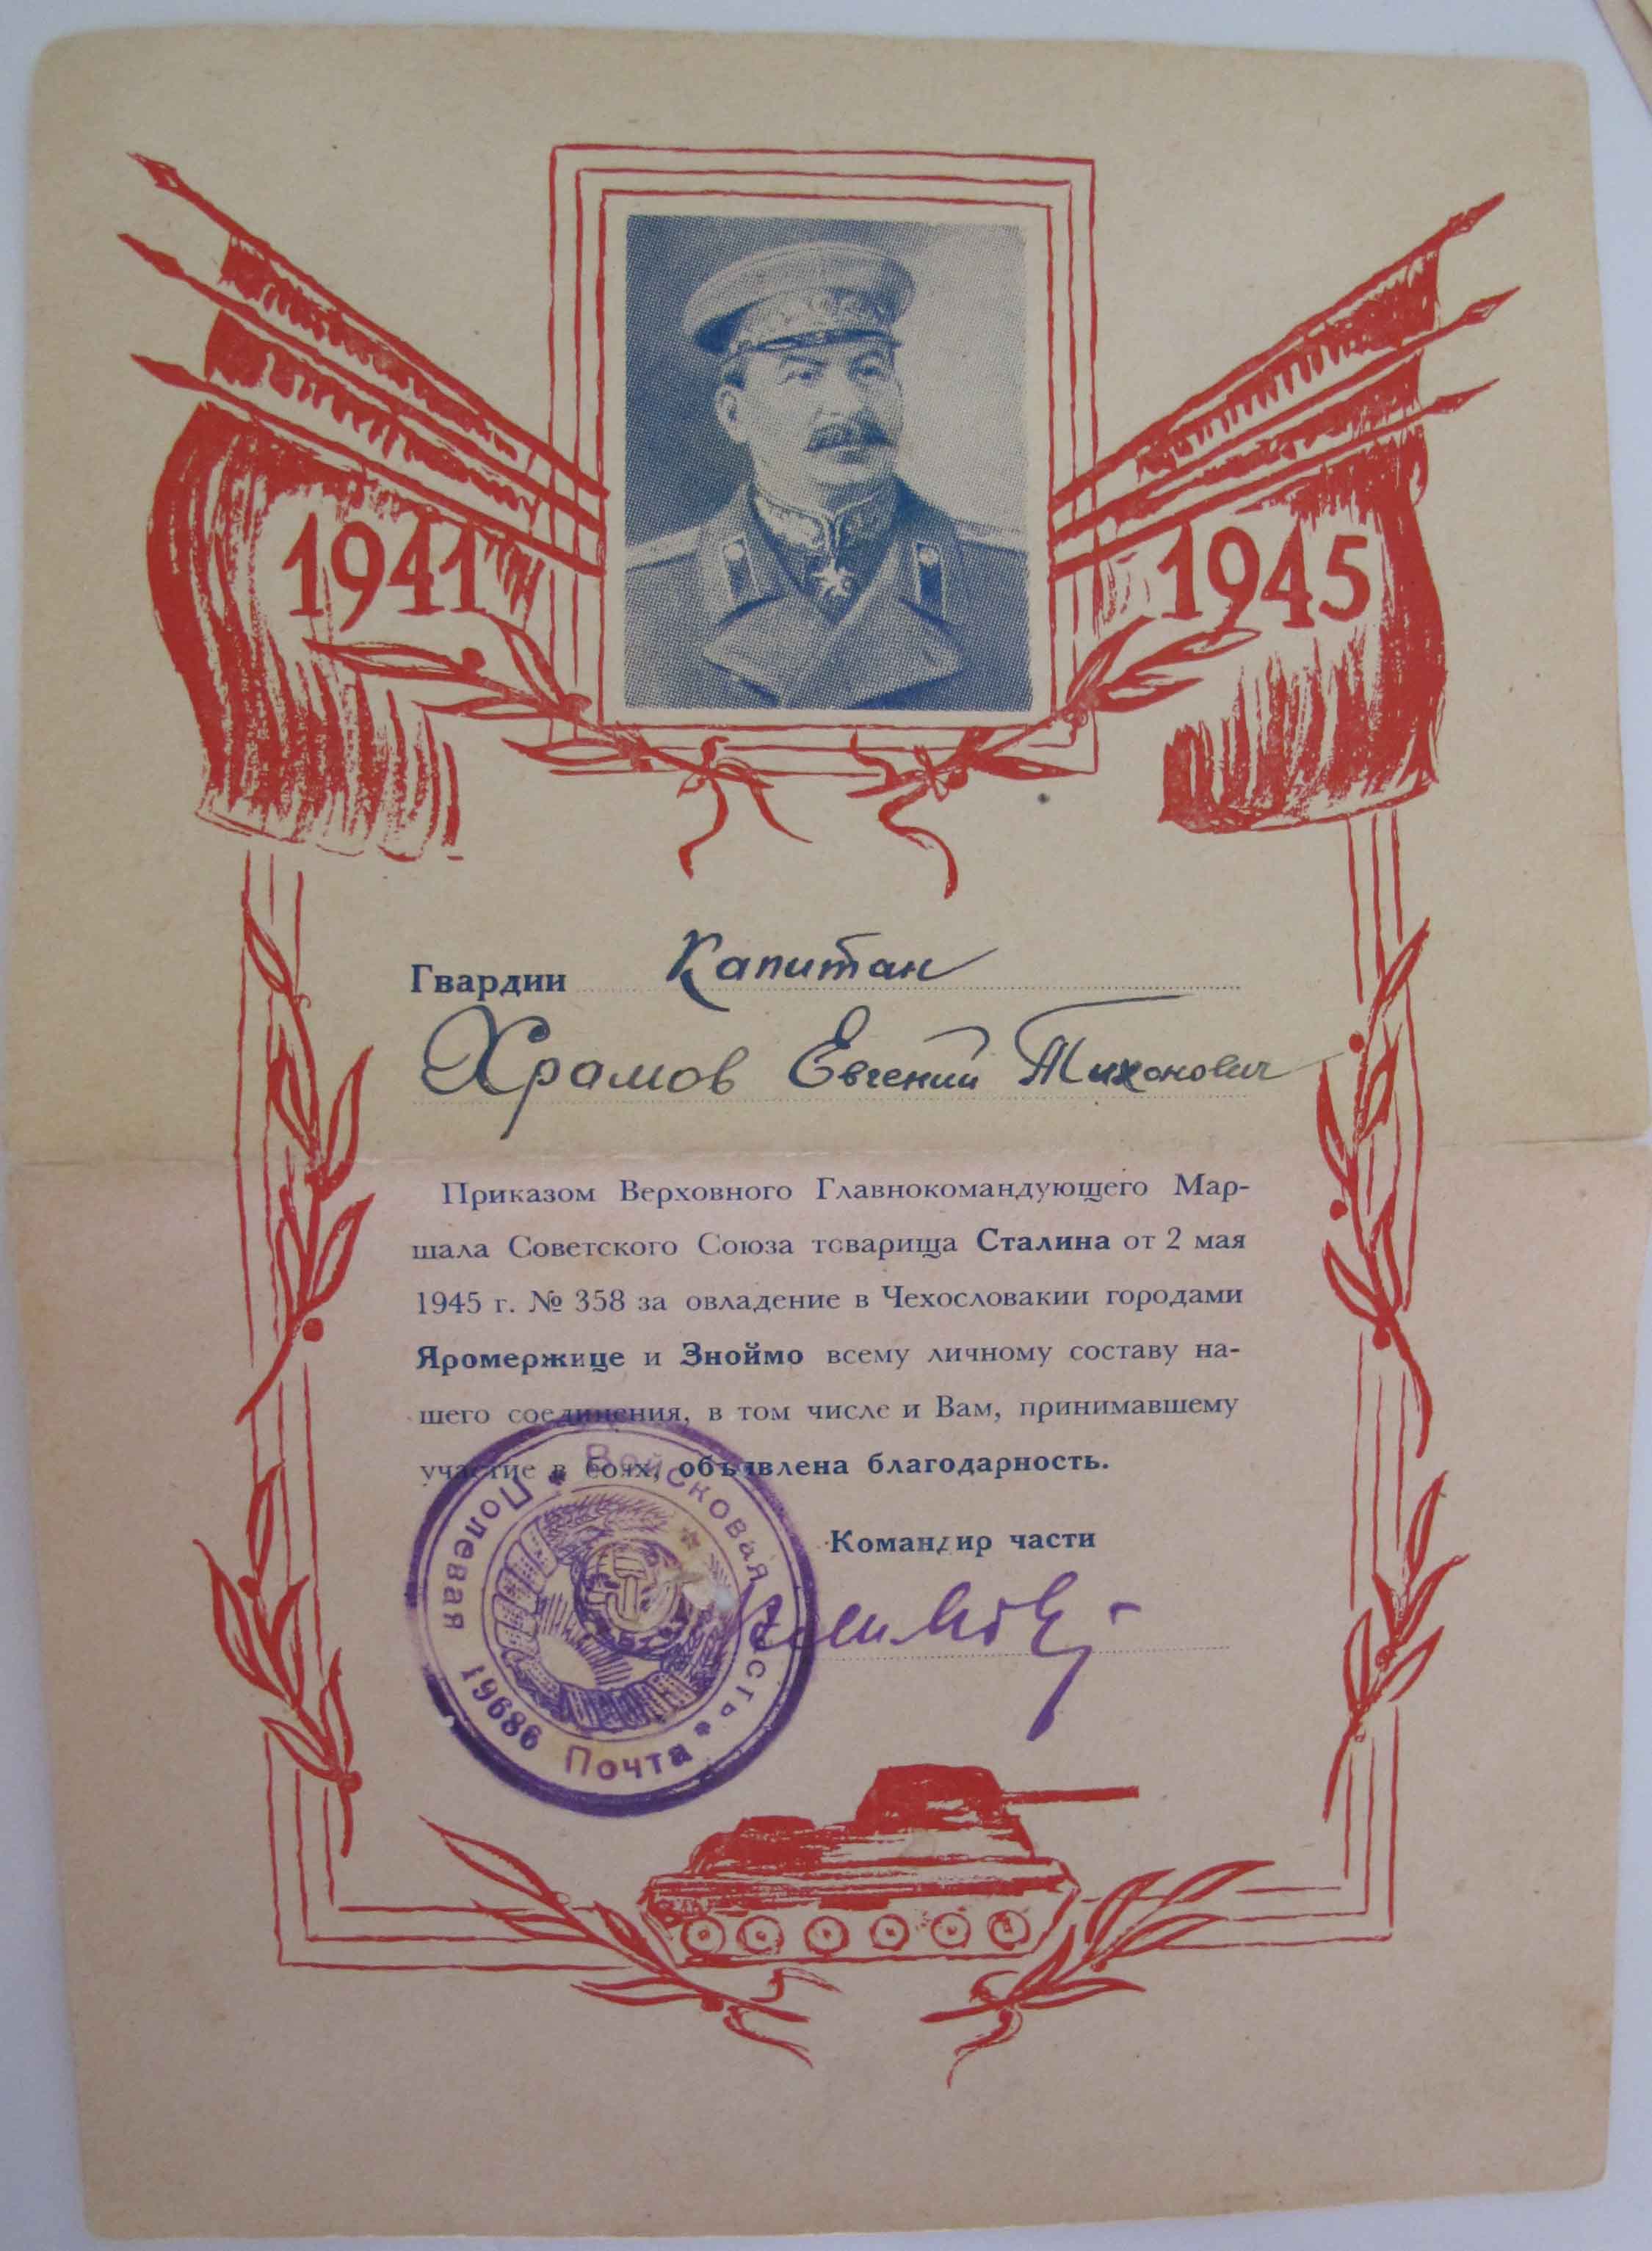 1941
1945
Гвардии Капитан
Храмов Евгений Тихонович
Приказом Верховного Главнокомандующего Мар-
шала Советского Союза товарища Сталина от 2 мая
1945 г. № 358 за овладение в Чехословакии городами
Яромержице и Зноймо всему личному составу на-
шего соединения, в том числе и Вам, принимавшему
участие в боях, объявлена благодарность.
Командир части
Войсковая часть
Полевая Почта
19686